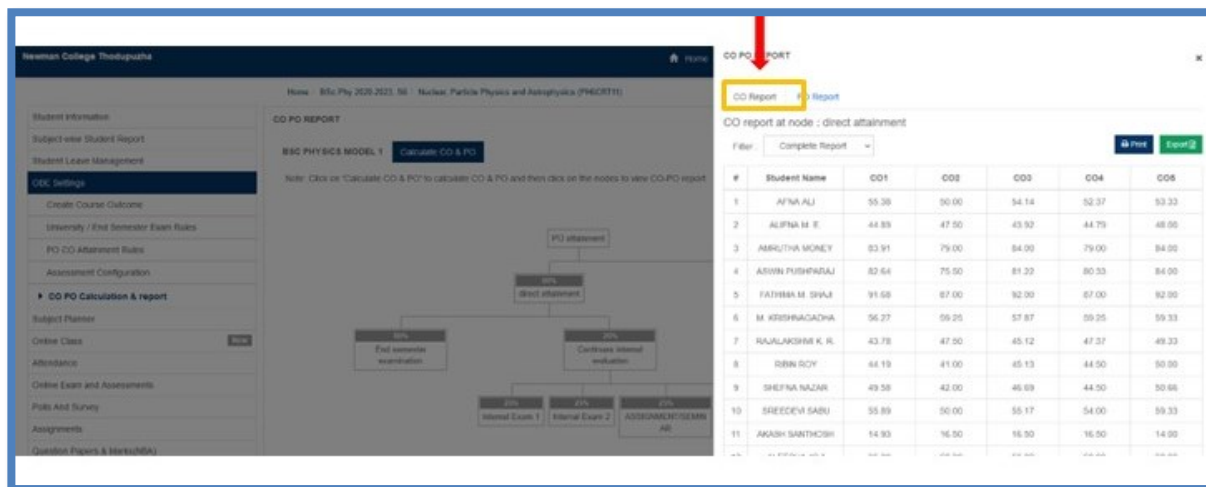 Newman College Thodupuzha
Home
Home / BSc.Phy 2020-2023, S6 / Nuclear, Particle Physics and Astrophysics (PH6CRT11)
Student Information
Subject-wise Student Report
Student Leave Management
OBE Settings
Create Course Outcome
University / End Semester Exam Rules
PO CO Attainment Rules
Assessment Configuration
CO PO Calculation & report
Subject Planner
Online Class New
Attendance
Online Exam and Assessments
Polls And Survey
Assignments
Question Papers & Marks(NBA)
CO PO REPORT
BSC PHYSICS MODEL 1 Calculate CO & PO
Note: Click on "Calculate CO & PO" to calculate CO & PO and then click on the nodes to view CO-PO report
PO attainment
direct attainment
End semester
examination
20%
Continues internal
evaluation
25%
Internal Exam 1
25%
Internal Exam 2
ASSIGNMENT/SEMIN
AR
CO PO REPORT ×
CO Report PO Report
CO report at node : direct attainment
Filter : Complete Report Print Export
# Student Name CO1 CO2 CO3 CO4 CO5
1 AFNA ALI 55.38 50.00 54.14 52.37 53.33
2 ALIFNA M. E. 44.89 47.50 43.92 44.79 48.00
3 AMRUTHA MONEY 83.91 79.00 84.00 79.00 84.00
4 ASWIN PUSHPARAJ 82.64 75.50 81.22 80.33 84.00
5 FATHIMA M. SHAJI 91.68 87.00 92.00 87.00 92.00
6 M. KRISHNAGADHA 56.27 59.25 57.87 59.25 59.33
7 RAJALAKSHMI K. R. 43.78 47.50 45.12 47.37 49.33
8 RIBIN ROY 44.19 41.00 45.13 44.50 50.00
9 SHEFNA NAZAR 49.58 42.00 46.69 44.50 50.66
10 SREEDEVI SABU 55.89 50.00 55.17 54.00 59.33
11 AKASH SANTHOSH 14.93 16.50 16.50 16.50 14.00